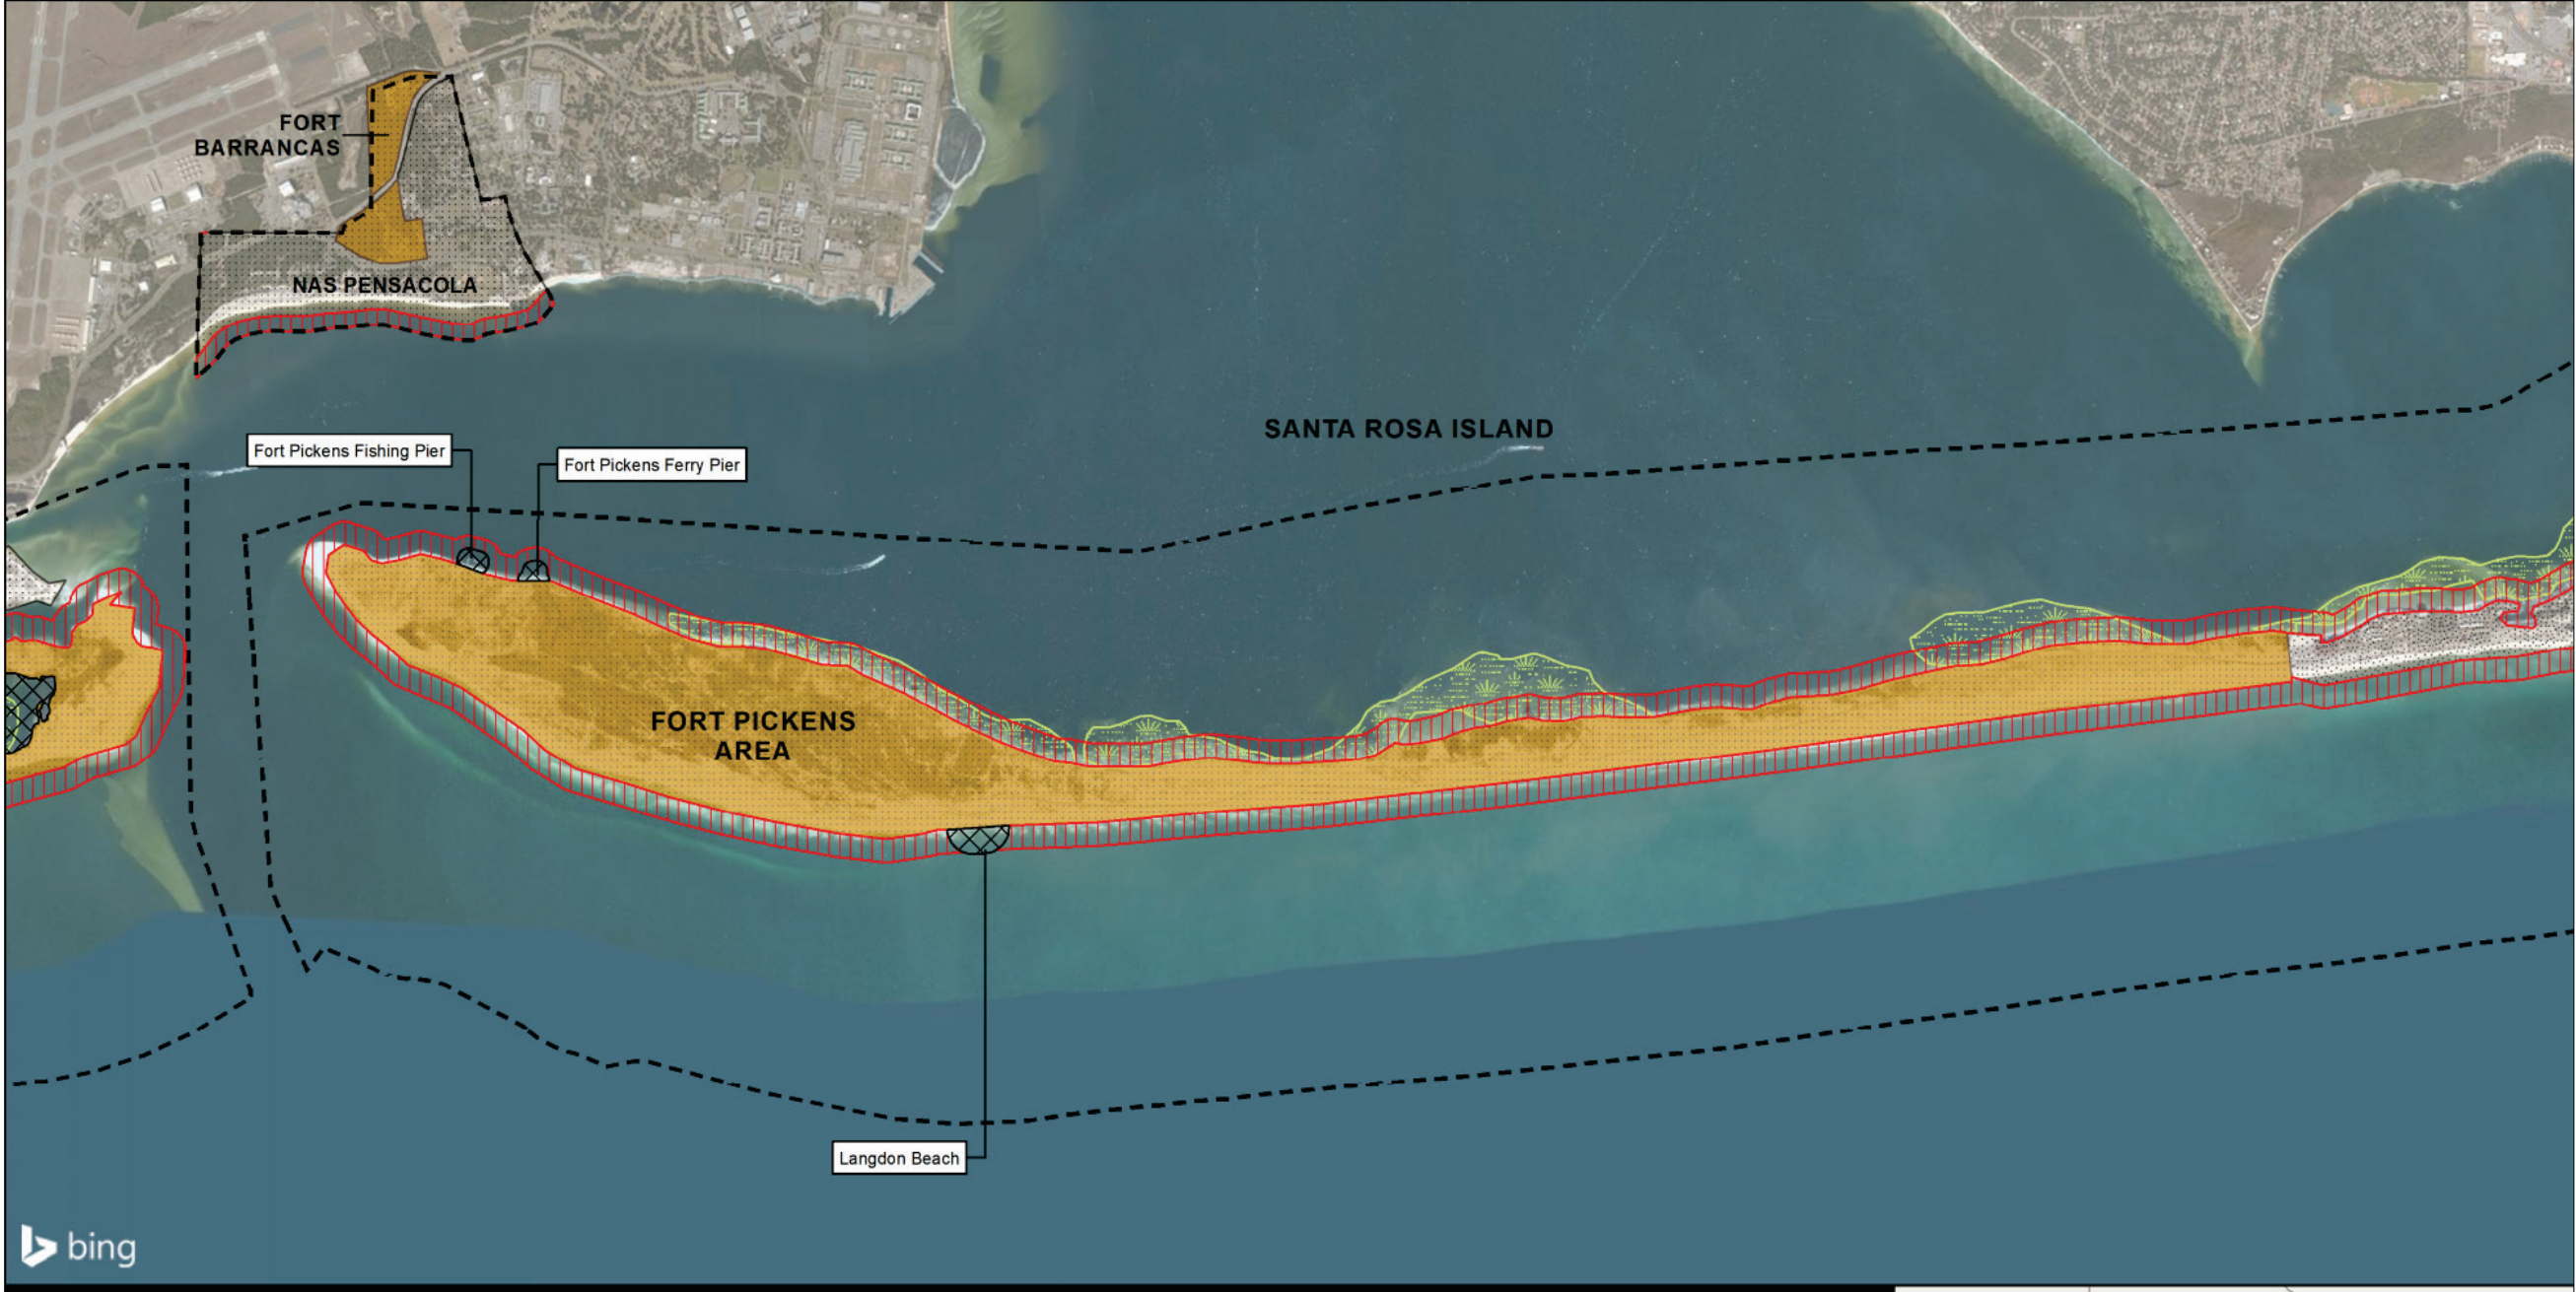 FORT
BARRANCAS
NAS PENSACOLA
SANTA ROSA ISLAND
Fort Pickens Fishing Pier
Fort Pickens Ferry Pier
FORT PICKENS
AREA
Langdon Beach
bing